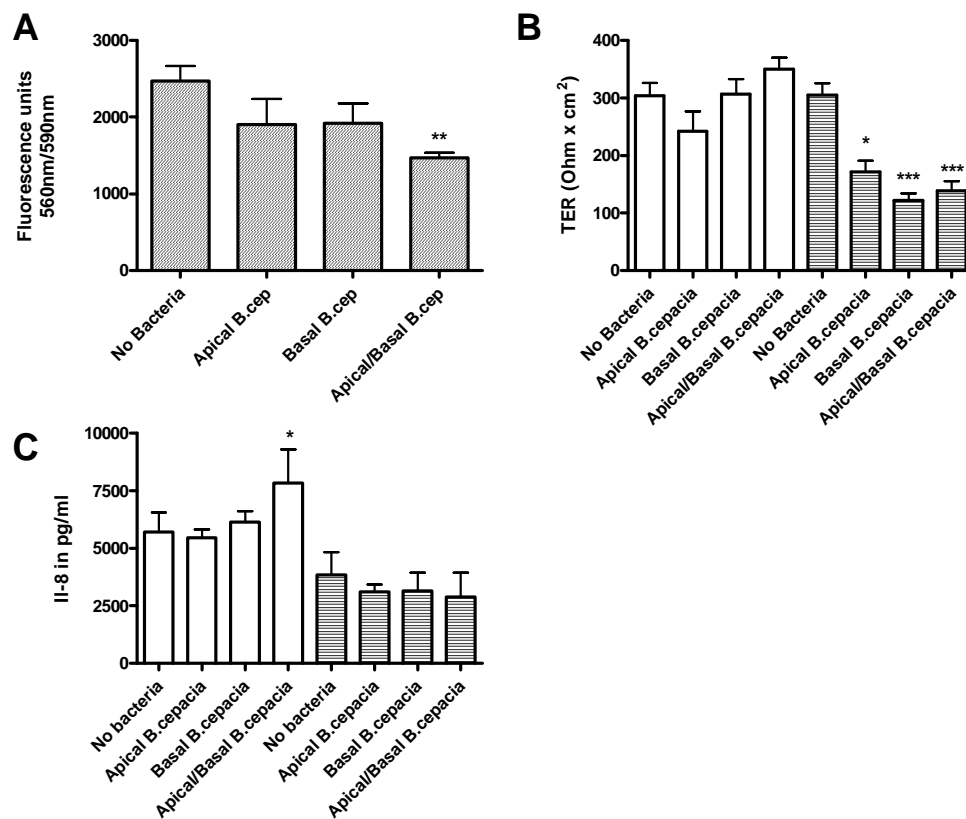 A
Fluorescence units
560nm/590nm
3000
2000
1000
0
**
No Bacteria
Apical B.cep
Basal B.cep
Apical/Basal B.cep
B
TER (Ohm x cm²)
400
300
200
100
0
*
***
***
No Bacteria
Apical B.cepacia
Basal B.cepacia
Apical/Basal B.cepacia
No Bacteria
Apical B.cepacia
Basal B.cepacia
Apical/Basal B.cepacia
C
Il-8 in pg/ml
10000
7500
5000
2500
0
*
No bacteria
Apical B.cepacia
Basal B.cepacia
Apical/Basal B.cepacia
No bacteria
Apical B.cepacia
Basal B.cepacia
Apical/Basal B.cepacia